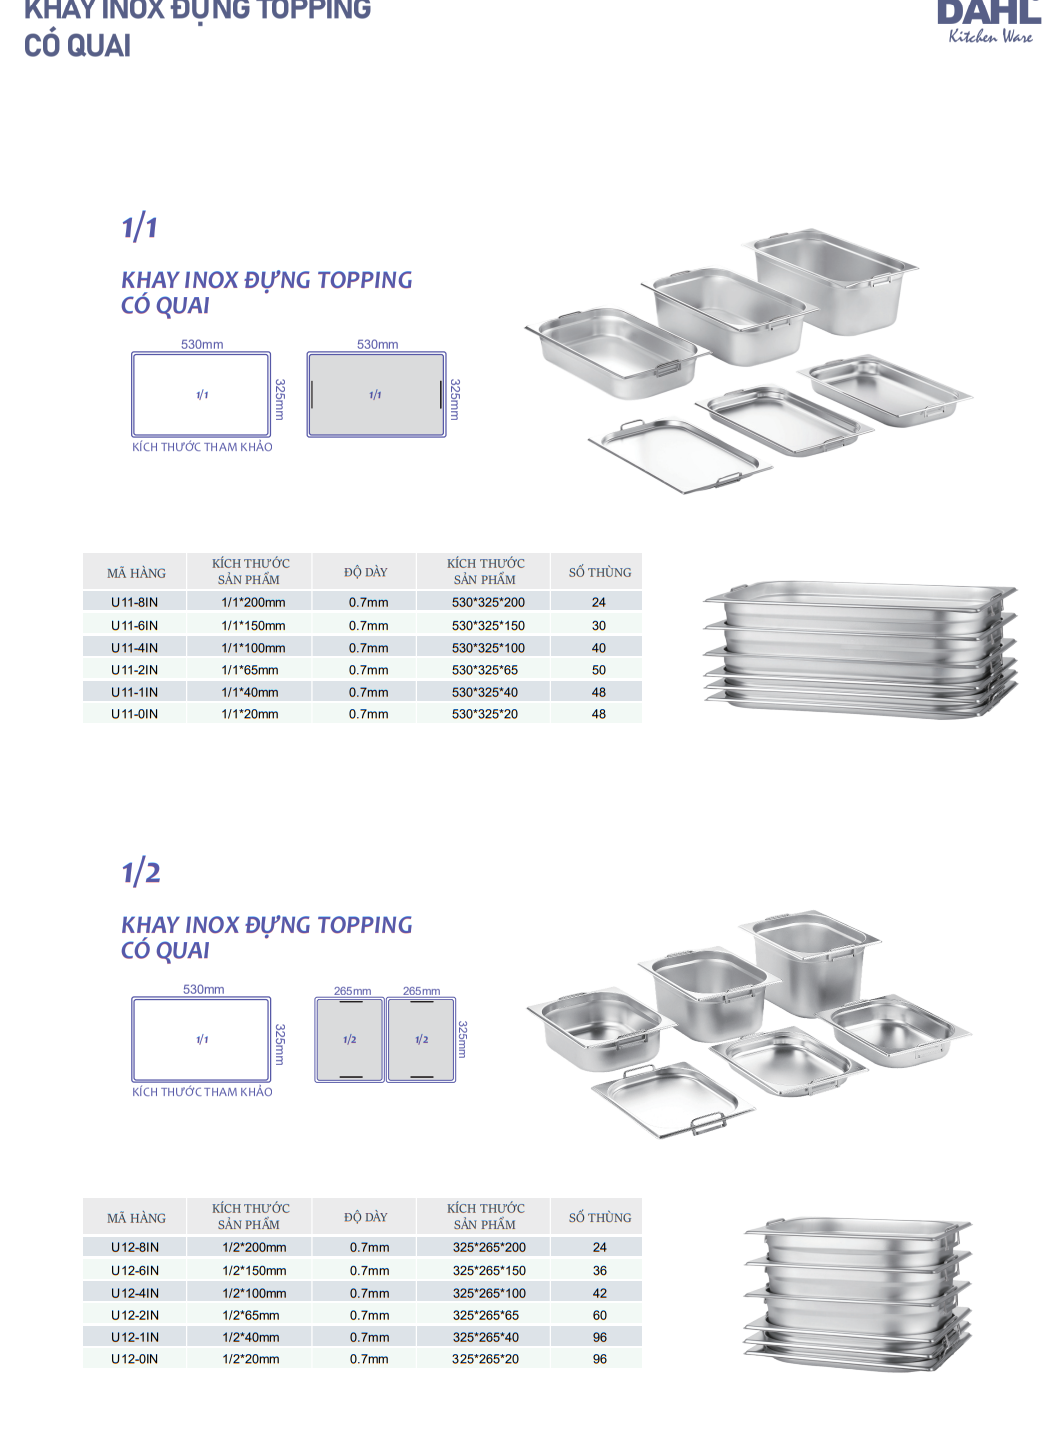 KHAY INOX ĐỰNG TOPPING
CÓ QUAI
DAHL
Kitchen Ware
1/1
KHAY INOX ĐỰNG TOPPING
CÓ QUAI
530mm
530mm
1/1
325mm
1/1
325mm
KÍCH THƯỚC THAM KHẢO
MÃ HÀNG KÍCH THƯỚC SẢN PHẨM ĐỘ DÀY KÍCH THƯỚC SẢN PHẨM SỐ THÙNG
U11-8IN 1/1*200mm 0.7mm 530*325*200 24
U11-6IN 1/1*150mm 0.7mm 530*325*150 30
U11-4IN 1/1*100mm 0.7mm 530*325*100 40
U11-2IN 1/1*65mm 0.7mm 530*325*65 50
U11-1IN 1/1*40mm 0.7mm 530*325*40 48
U11-0IN 1/1*20mm 0.7mm 530*325*20 48
1/2
KHAY INOX ĐỰNG TOPPING
CÓ QUAI
530mm
265mm 265mm
1/1
325mm
1/2 1/2
325mm
KÍCH THƯỚC THAM KHẢO
MÃ HÀNG KÍCH THƯỚC SẢN PHẨM ĐỘ DÀY KÍCH THƯỚC SẢN PHẨM SỐ THÙNG
U12-8IN 1/2*200mm 0.7mm 325*265*200 24
U12-6IN 1/2*150mm 0.7mm 325*265*150 36
U12-4IN 1/2*100mm 0.7mm 325*265*100 42
U12-2IN 1/2*65mm 0.7mm 325*265*65 60
U12-1IN 1/2*40mm 0.7mm 325*265*40 96
U12-0IN 1/2*20mm 0.7mm 325*265*20 96